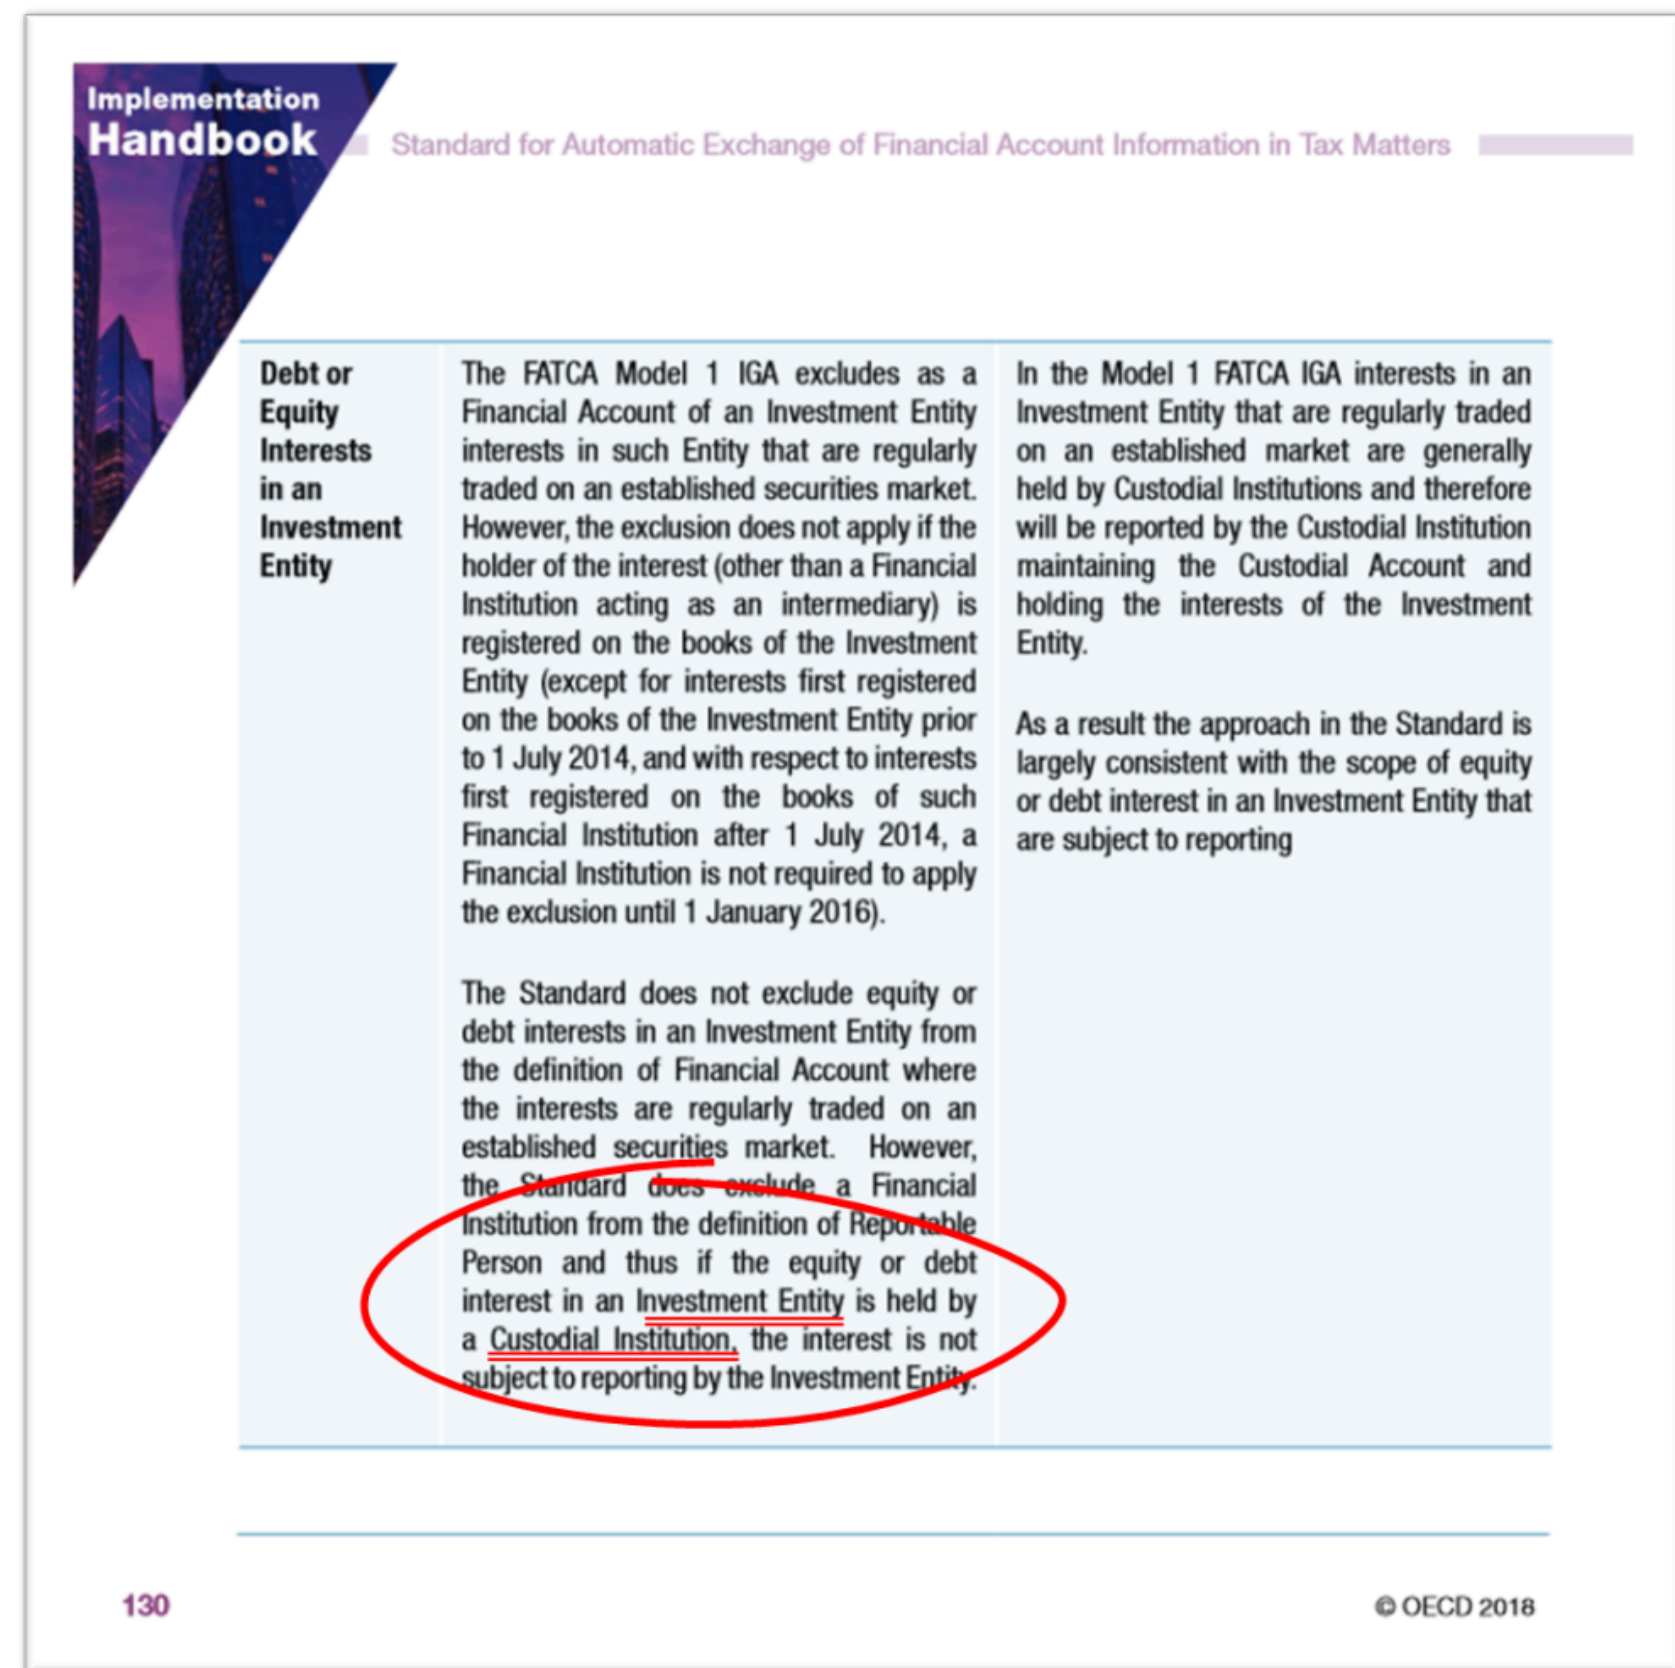 Implementation
Handbook
Standard for Automatic Exchange of Financial Account Information in Tax Matters
Debt or
Equity
Interests
in an
Investment
Entity
The FATCA Model 1 IGA excludes as a
Financial Account of an Investment Entity
interests in such Entity that are regularly
traded on an established securities market.
However, the exclusion does not apply if the
holder of the interest (other than a Financial
Institution acting as an intermediary) is
registered on the books of the Investment
Entity (except for interests first registered
on the books of the Investment Entity prior
to 1 July 2014, and with respect to interests
first registered on the books of such
Financial Institution after 1 July 2014, a
Financial Institution is not required to apply
the exclusion until 1 January 2016).
The Standard does not exclude equity or
debt interests in an Investment Entity from
the definition of Financial Account where
the interests are regularly traded on an
established securities market. However,
the Standard does exclude a Financial
Institution from the definition of Reportable
Person and thus if the equity or debt
interest in an Investment Entity is held by
a Custodial Institution, the interest is not
subject to reporting by the Investment Entity.
In the Model 1 FATCA IGA interests in an
Investment Entity that are regularly traded
on an established market are generally
held by Custodial Institutions and therefore
will be reported by the Custodial Institution
maintaining the Custodial Account and
holding the interests of the Investment
Entity.
As a result the approach in the Standard is
largely consistent with the scope of equity
or debt interest in an Investment Entity that
are subject to reporting
130
© OECD 2018